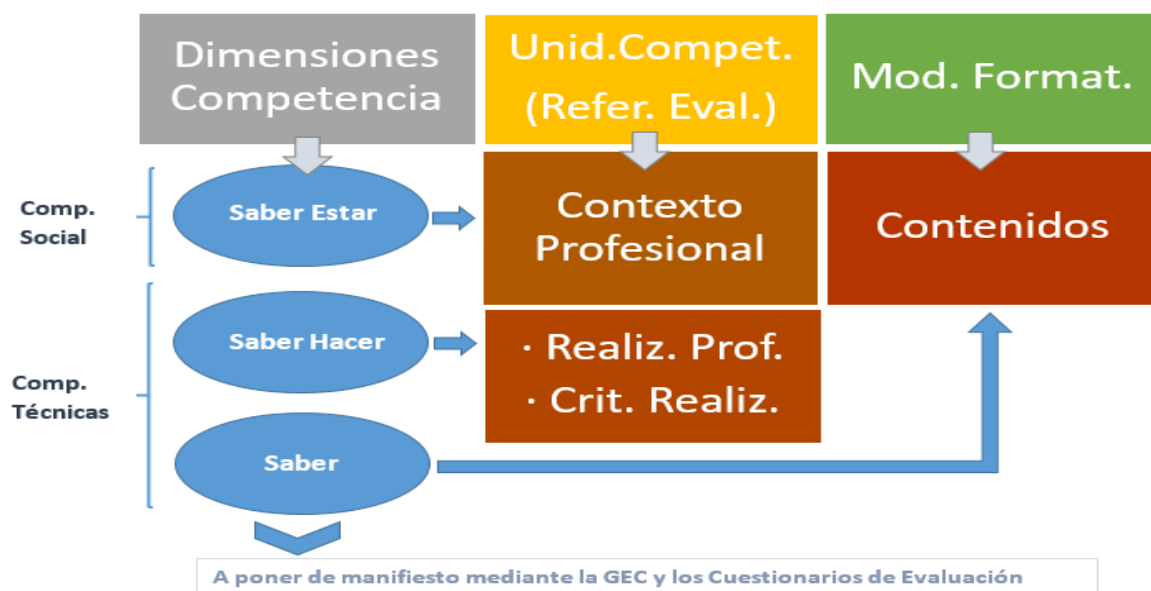 Dimensiones
Competencia
Unid.Compet.
(Refer. Eval.)
Mod. Format.
Comp.
Social
Saber Estar
Contexto
Profesional
Contenidos
Comp.
Técnicas
Saber Hacer
· Realiz. Prof.
· Crit. Realiz.
Saber
A poner de manifiesto mediante la GEC y los Cuestionarios de Evaluación